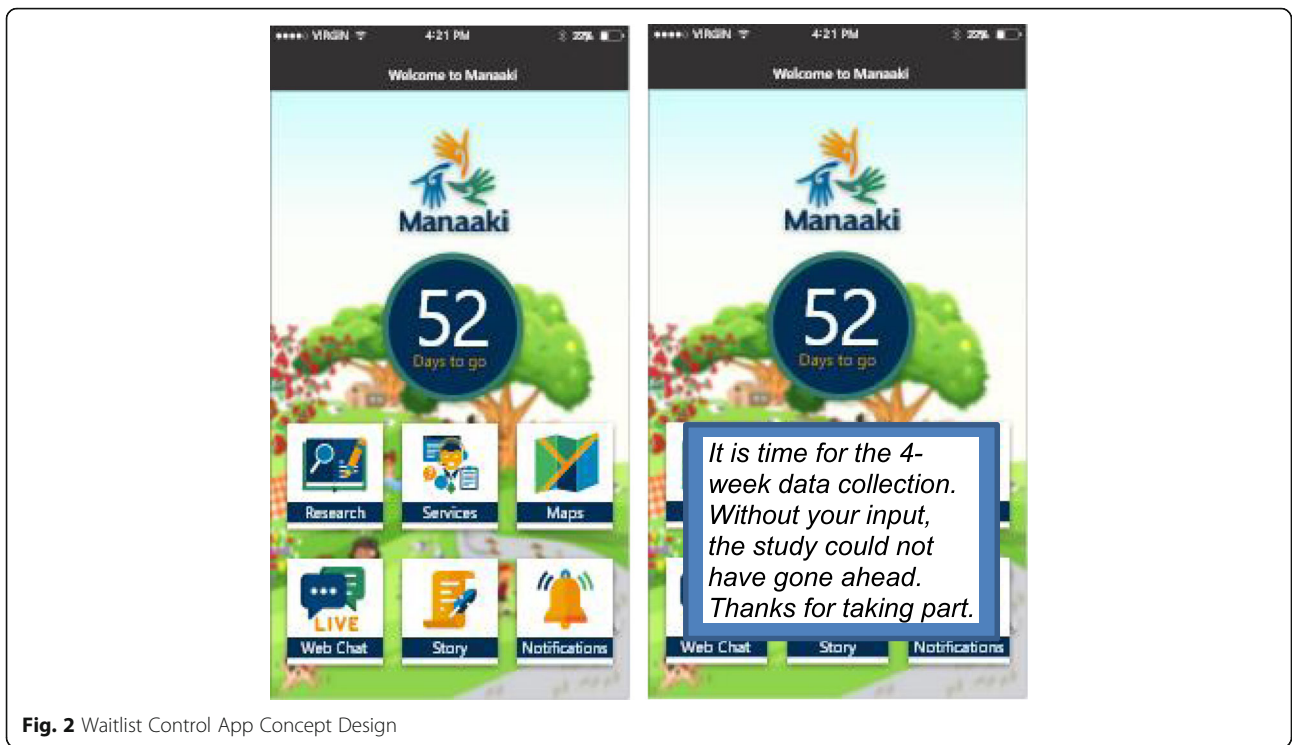 VIRGIN 4:21 PM 22%
Welcome to Manaaki
Manaaki
52
Days to go
Research Services Maps
LIVE
Web Chat Story Notifications
VIRGIN 4:21 PM 22%
Welcome to Manaaki
Manaaki
52
Days to go
It is time for the 4-
week data collection.
Without your input,
the study could not
have gone ahead.
Thanks for taking part.
Web Chat Story Notifications
Fig. 2 Waitlist Control App Concept Design